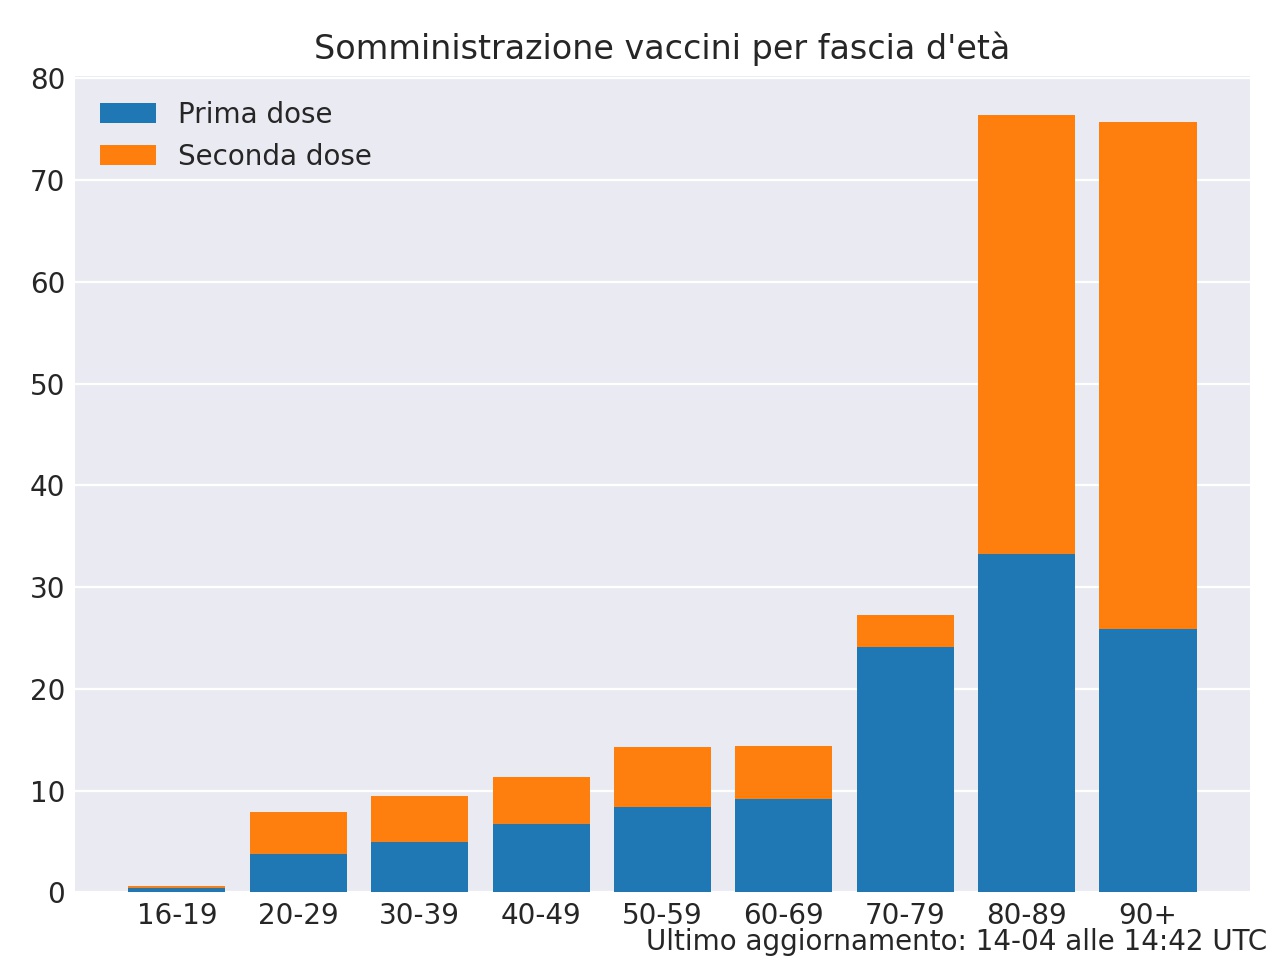 Somministrazione vaccini per fascia d'età
80
70
60
50
40
30
20
10
0
Prima dose
Seconda dose
16-19 20-29 30-39 40-49 50-59 60-69 70-79 80-89 90+
Ultimo aggiornamento: 14-04 alle 14:42 UTC